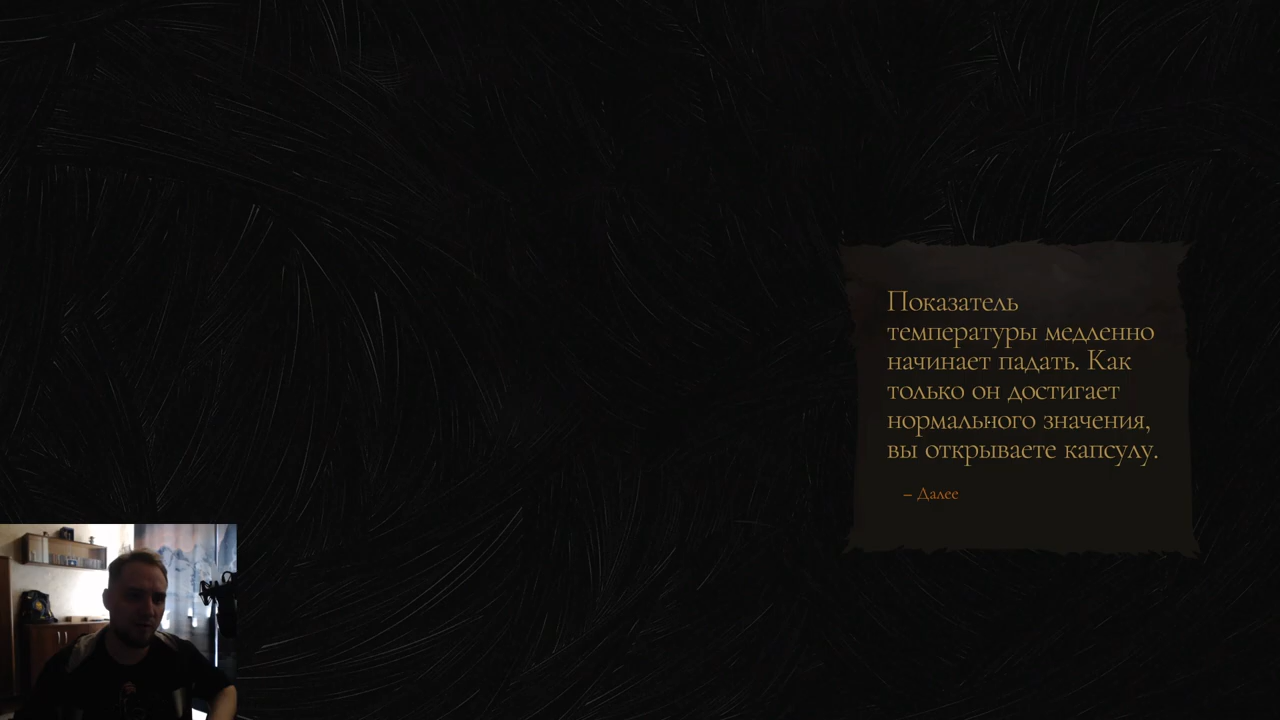 Показатель
температуры медленно
начинает падать. Как
только он достигает
нормального значения,
вы открываете капсулу.
– Далее